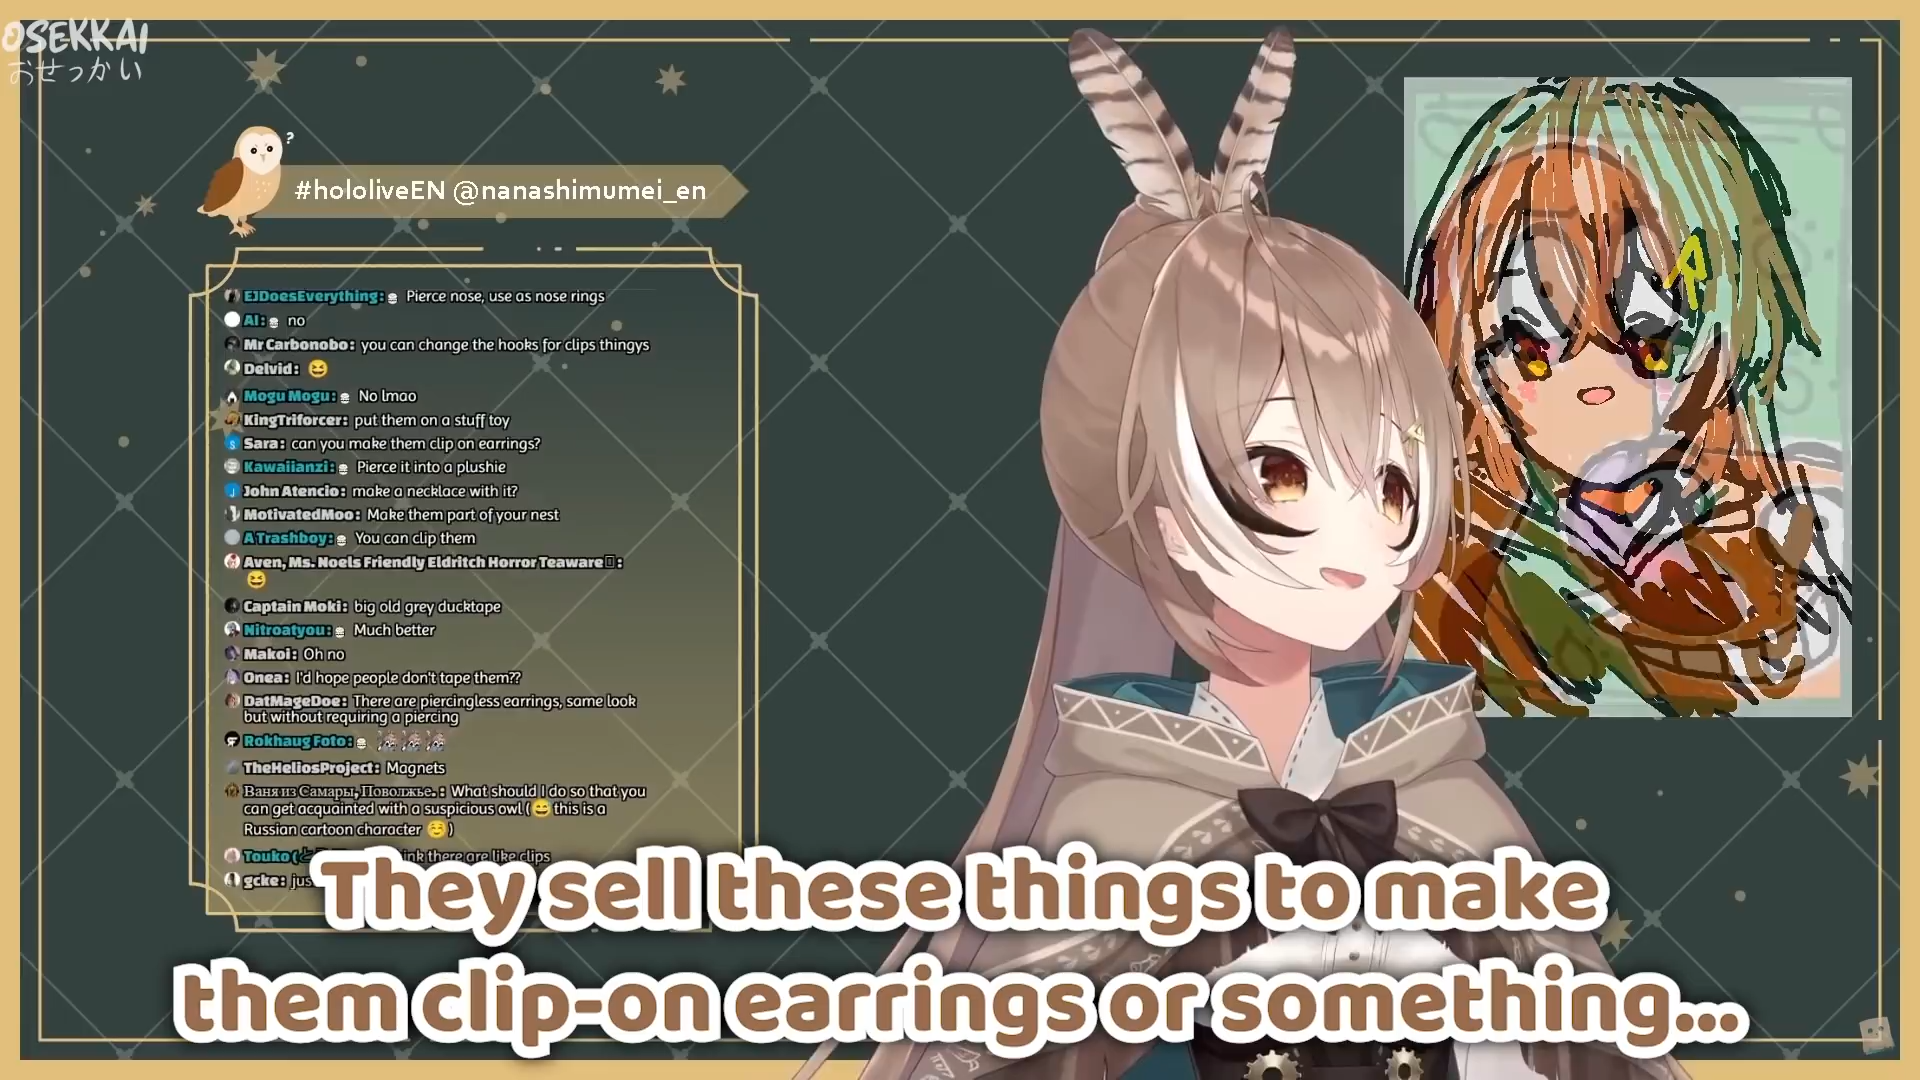 OSEKKAI
おせっかい
?
#hololiveEN @nanashimumei_en
EJDoesEverything: Pierce nose, use as nose rings
Al: no
Mr Carbonobo: you can change the hooks for clips thingys
Delvid: 😆
Mogu Mogu: No lmao
KingTriforcer: put them on a stuff toy
Sara: can you make them clip on earrings?
Kawaiianzi: Pierce it into a plushie
John Atencio: make a necklace with it?
MotivatedMoo: Make them part of your nest
A Trashboy: You can clip them
Aven, Ms. Noels Friendly Eldritch Horror Teaware:
😆
Captain Moki: big old grey ducktape
Nitroatyou: Much better
Makoi: Oh no
Onea: I'd hope people don't tape them??
DatMageDoe: There are piercingless earrings, same look
but without requiring a piercing
Rokhaug Foto:
TheHeliosProject: Magnets
Ваня из Самары, Поволжье.: What should I do so that you
can get acquainted with a suspicious owl (😅 this is a
Russian cartoon character ☺️)
Touko( ink there are like clips
gcke: jus
They sell these things to make
them clip-on earrings or something...